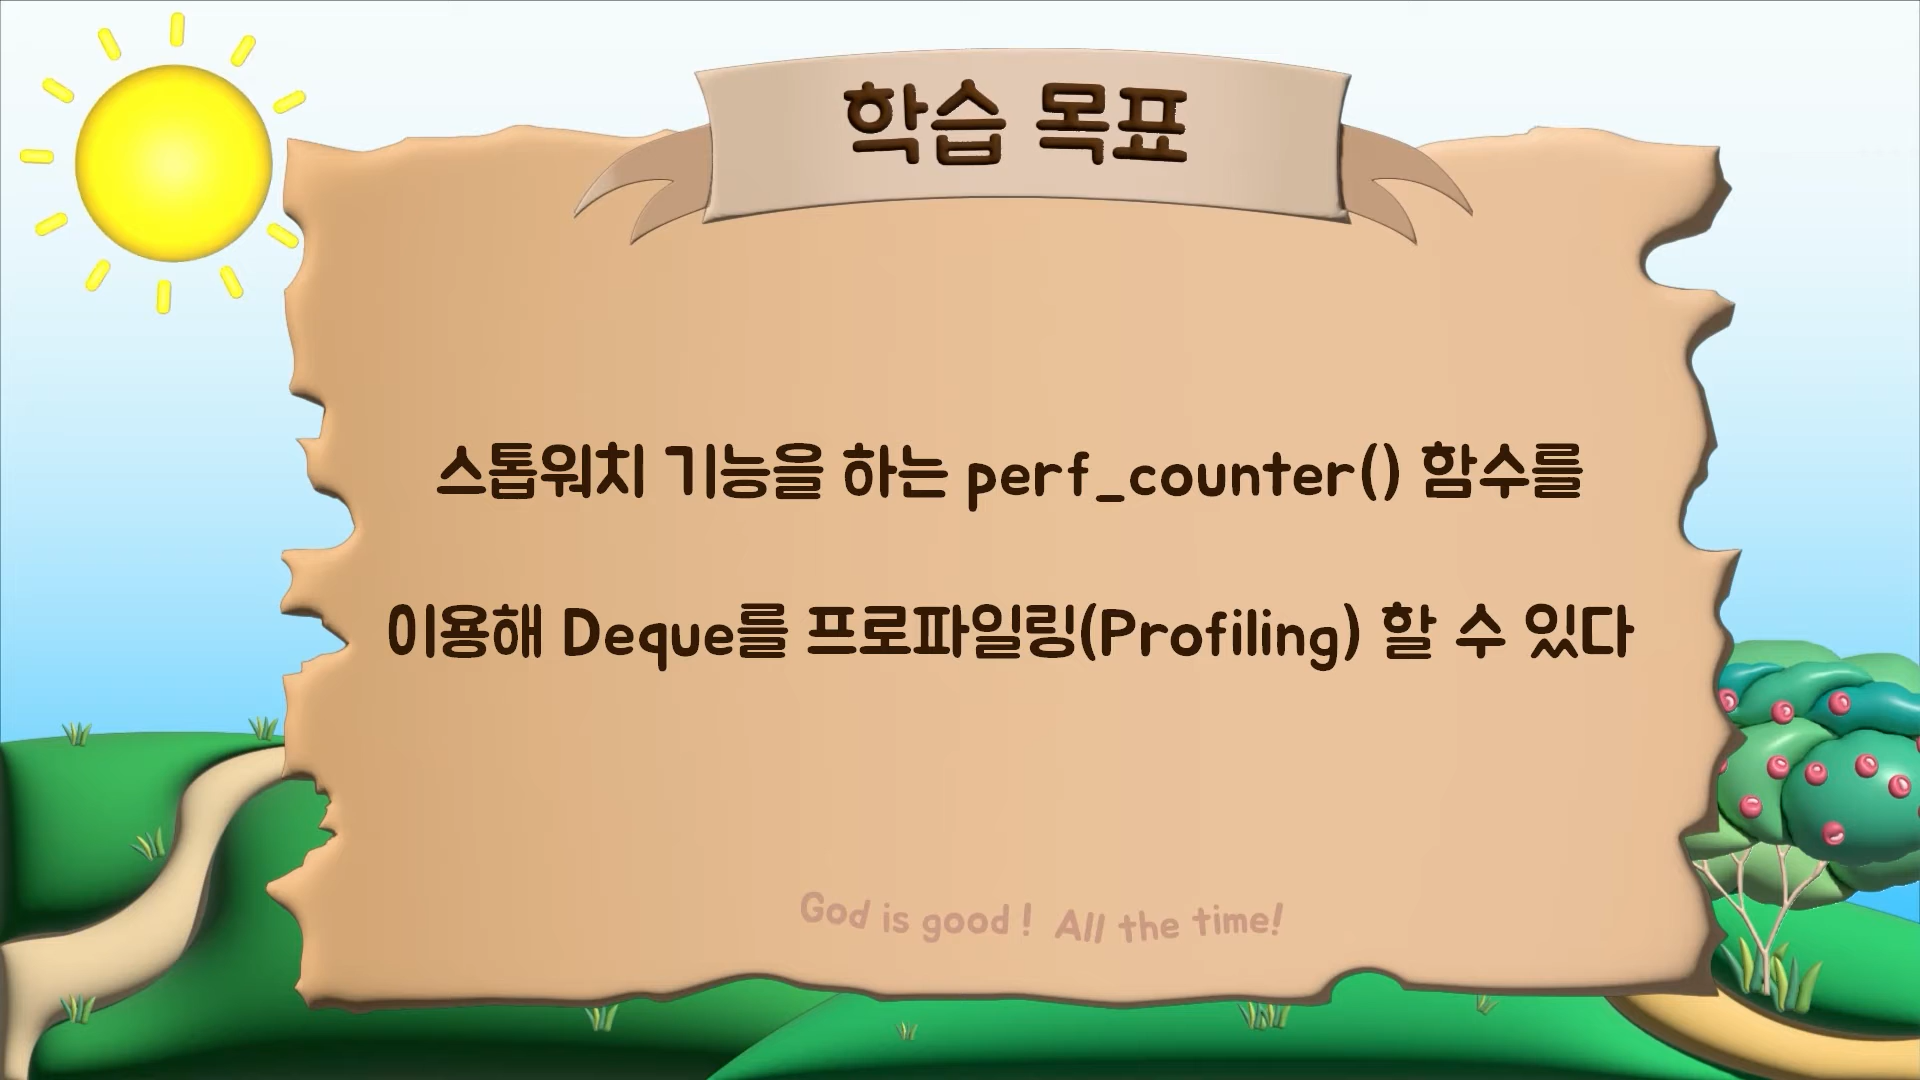 학습 목표
스톱워치 기능을 하는 perf_counter() 함수를
이용해 Deque를 프로파일링(Profiling) 할 수 있다
God is good ! All the time!